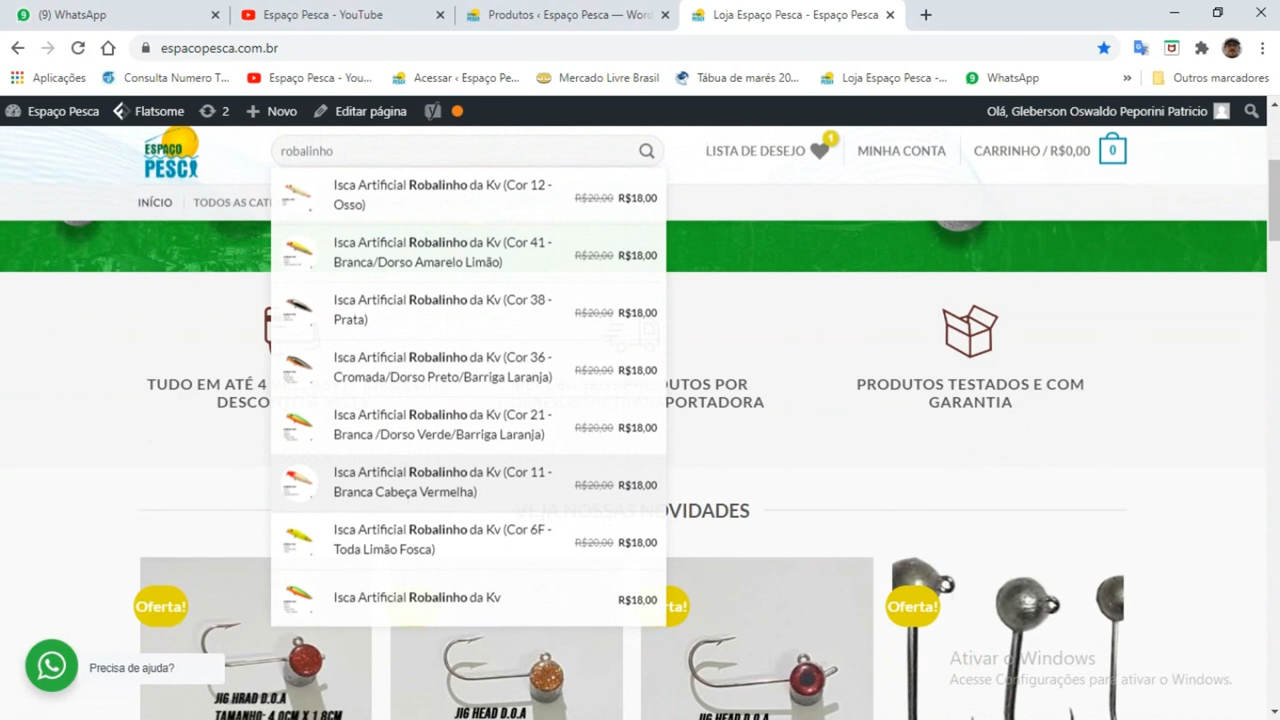 (9) WhatsApp
Espaço Pesca - YouTube
Produtos ‹ Espaço Pesca — Word
Loja Espaço Pesca - Espaço Pesca
espacopesca.com.br
Aplicações
Consulta Numero T...
Espaço Pesca - You...
Acessar ‹ Espaço Pe...
Mercado Livre Brasil
Tábua de marés 20...
Loja Espaço Pesca -...
WhatsApp
»
Outros marcadores
Espaço Pesca
Flatsome
2
Novo
Editar página
Olá, Gleberson Oswaldo Peporini Patricio
ESPAÇO
PESCA
robalinho
LISTA DE DESEJO
1
MINHA CONTA
CARRINHO / R$0,00
0
INÍCIO
TODOS AS CAT
Isca Artificial Robalinho da Kv (Cor 12 -
Osso)
R$20,00 R$18,00
Isca Artificial Robalinho da Kv (Cor 41 -
Branca/Dorso Amarelo Limão)
R$20,00 R$18,00
Isca Artificial Robalinho da Kv (Cor 38 -
Prata)
R$20,00 R$18,00
Isca Artificial Robalinho da Kv (Cor 36 -
Cromada/Dorso Preto/Barriga Laranja)
R$20,00 R$18,00
Isca Artificial Robalinho da Kv (Cor 21 -
Branca /Dorso Verde/Barriga Laranja)
R$20,00 R$18,00
Isca Artificial Robalinho da Kv (Cor 11 -
Branca Cabeça Vermelha)
R$20,00 R$18,00
Isca Artificial Robalinho da Kv (Cor 6F -
Toda Limão Fosca)
R$20,00 R$18,00
Isca Artificial Robalinho da Kv
R$18,00
TUDO EM ATÉ 4
DESCO
ODUTOS POR
PORTADORA
PRODUTOS TESTADOS E COM
GARANTIA
VEJA NOSSAS NOVIDADES
Oferta!
ta!
Oferta!
JIG HRAD D.O.A
TAMANHO: 4.0CM X 1.8CM
JIG HEAD D.O.A
JIG HEAD D.O.A
Precisa de ajuda?
Ativar o Windows
Acesse Configurações para ativar o Windows.